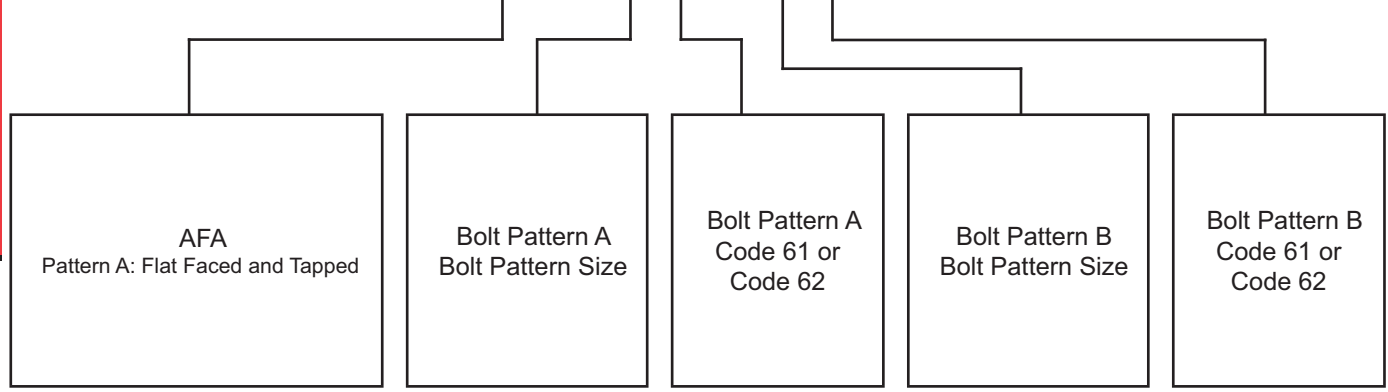 AFA
Pattern A: Flat Faced and Tapped
Bolt Pattern A
Bolt Pattern Size
Bolt Pattern A
Code 61 or
Code 62
Bolt Pattern B
Bolt Pattern Size
Bolt Pattern B
Code 61 or
Code 62